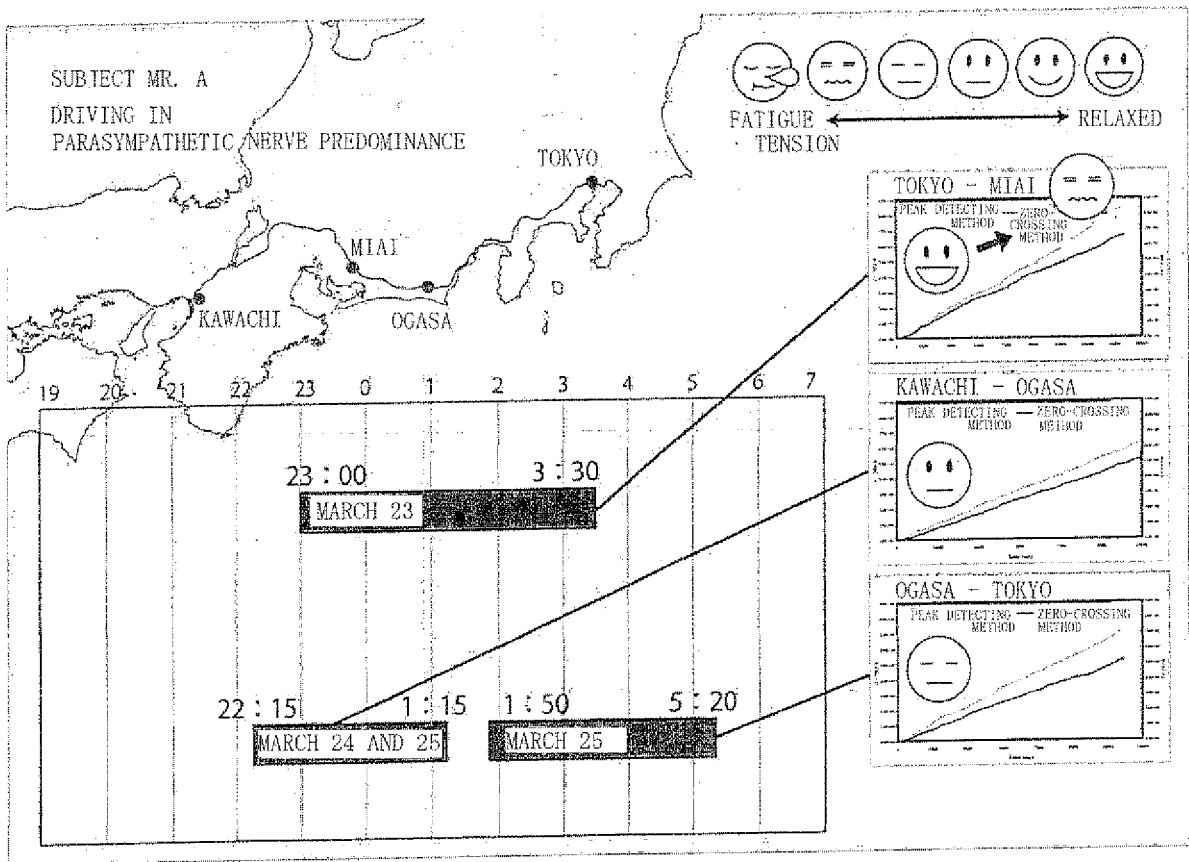 SUBJECT MR. A
DRIVING IN
PARASYMPATHETIC NERVE PREDOMINANCE
FATIGUE
TENSION
RELAXED
TOKYO
MIAI
KAWACHI
OGASA
TOKYO - MIAI
PEAK DETECTING METHOD
ZERO-CROSSING METHOD
KAWACHI - OGASA
PEAK DETECTING METHOD
ZERO-CROSSING METHOD
OGASA - TOKYO
PEAK DETECTING METHOD
ZERO-CROSSING METHOD
19 20 21 22 23 0 1 2 3 4 5 6 7
23:00 3:30
MARCH 23
22:15 1:15 1:50 5:20
MARCH 24 AND 25
MARCH 25